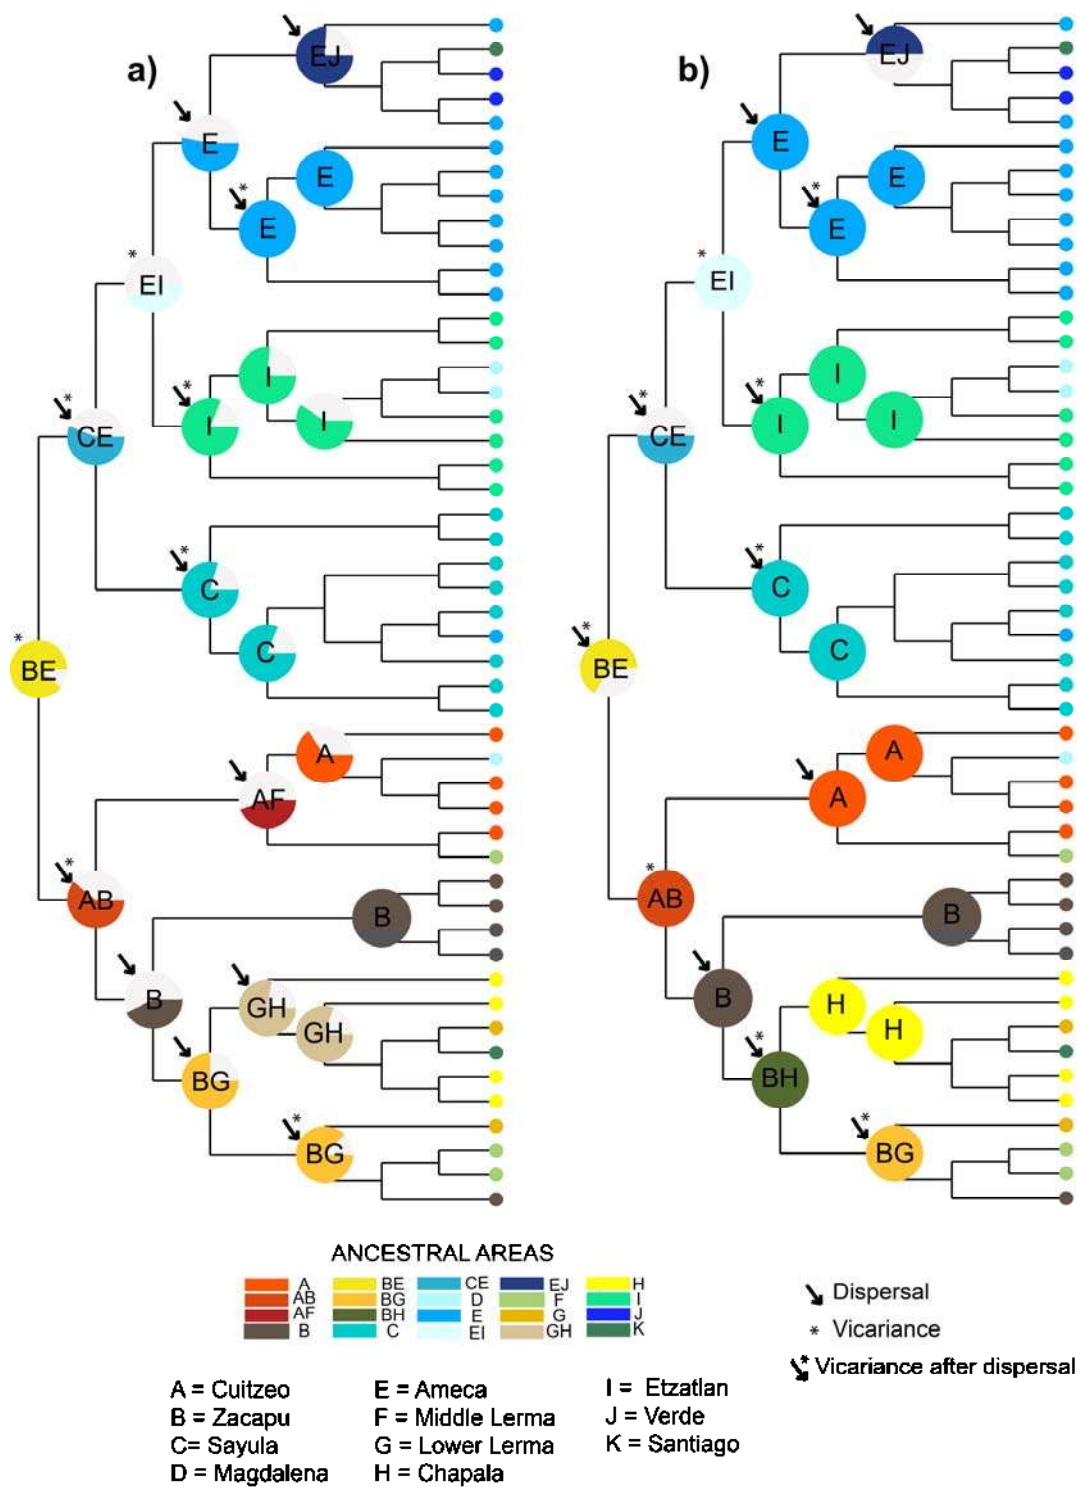 a)
EJ
E
E
E
EI
I
I
I
CE
C
C
BE
A
AF
AB
B
B
GH
GH
BG
BG
b)
EJ
E
E
E
EI
I
I
I
CE
C
C
BE
A
A
AB
B
B
H
H
BH
BG
ANCESTRAL AREAS
A BE CE EJ H
AB BG D F I
AF BH E G J
B C EI GH K
Dispersal
* Vicariance
* Vicariance after dispersal
A = Cuitzeo E = Ameca I = Etzatlan
B = Zacapu F = Middle Lerma J = Verde
C= Sayula G = Lower Lerma K = Santiago
D = Magdalena H = Chapala